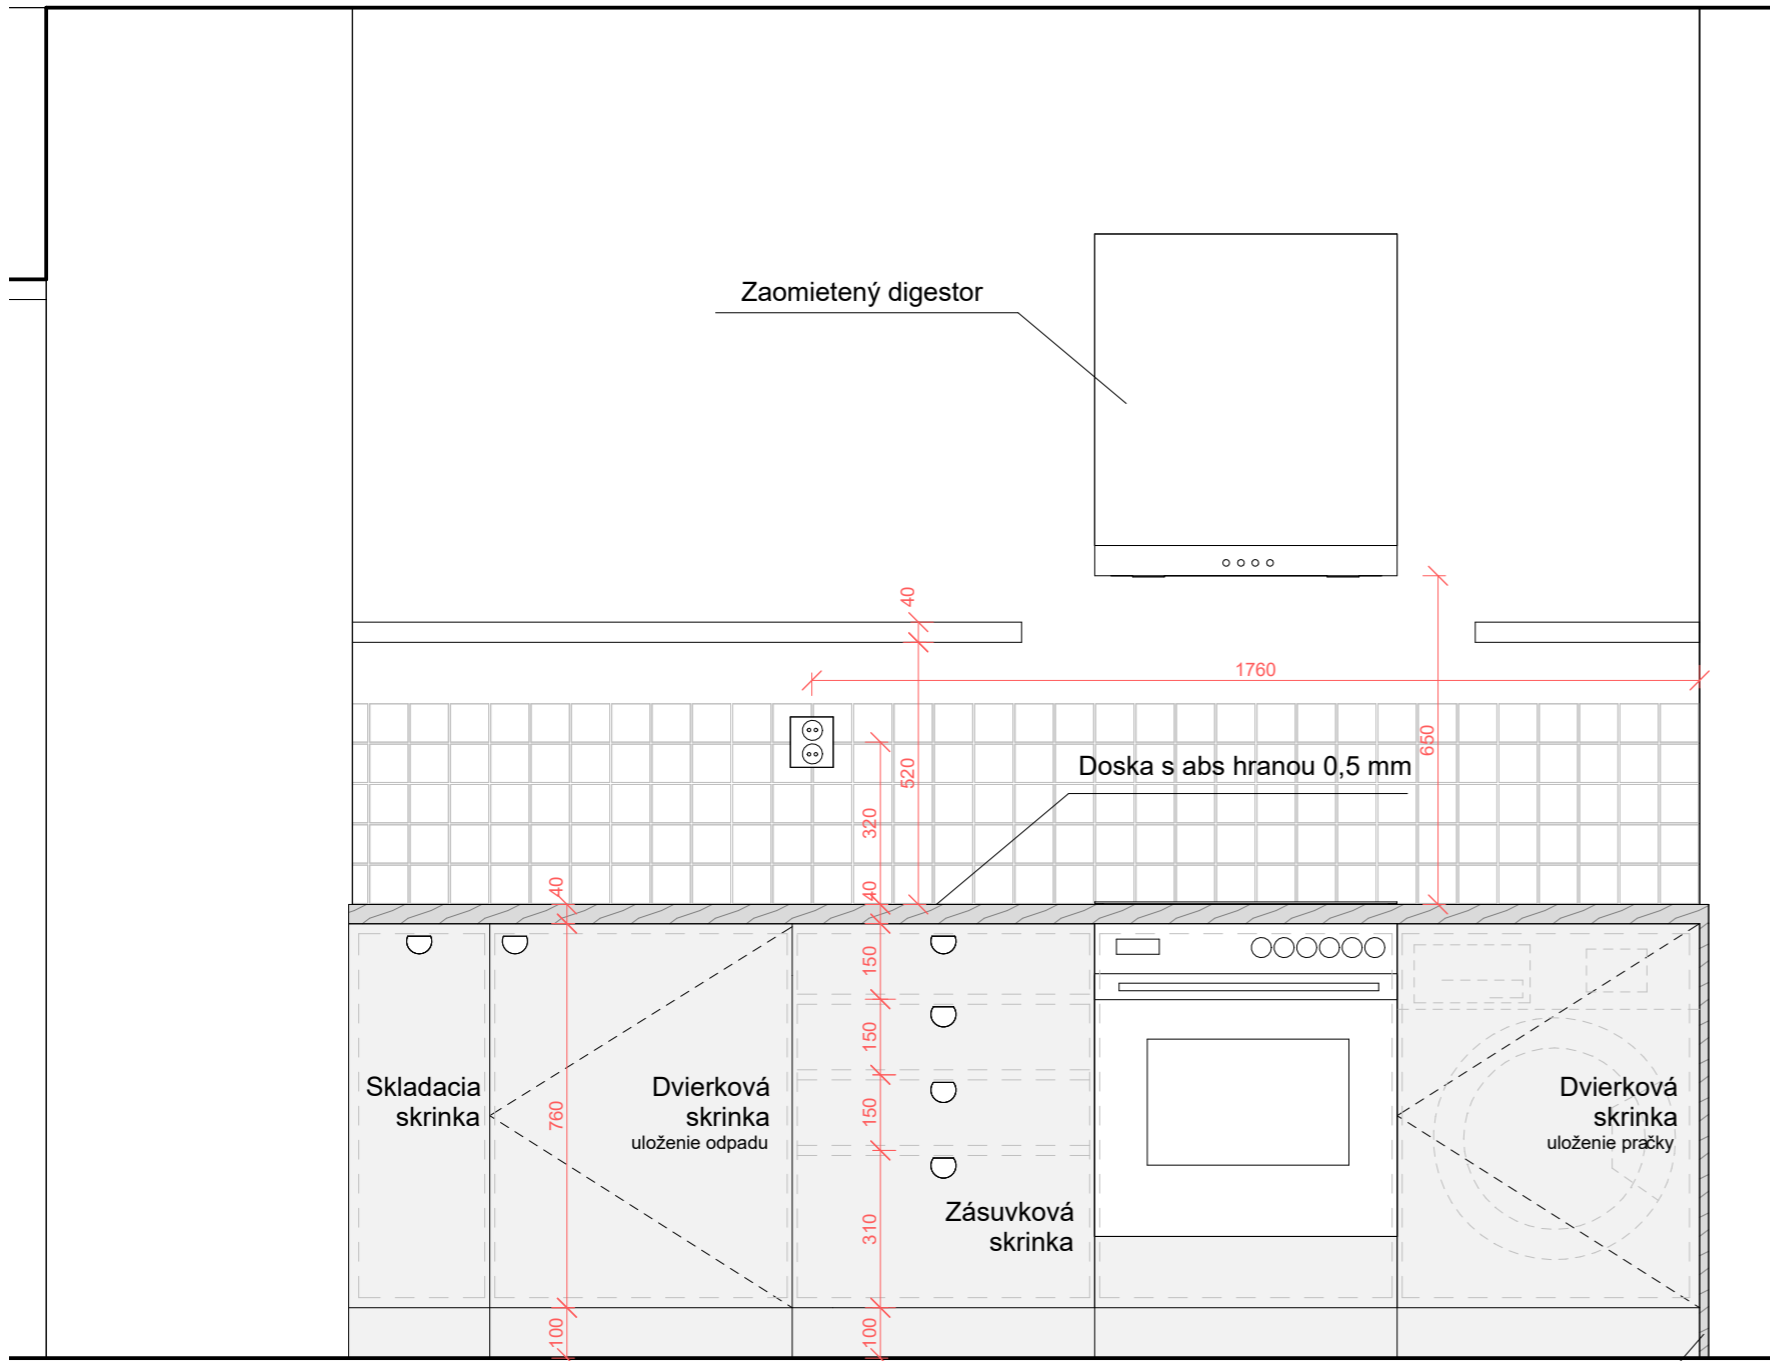 Zaomietený digestor
40
1760
650
520
Doska s abs hranou 0,5 mm
320
40
40
150
150
150
310
760
100
100
Skladacia
skrinka
Dvierková
skrinka
uloženie odpadu
Zásuvková
skrinka
Dvierková
skrinka
uloženie pračky